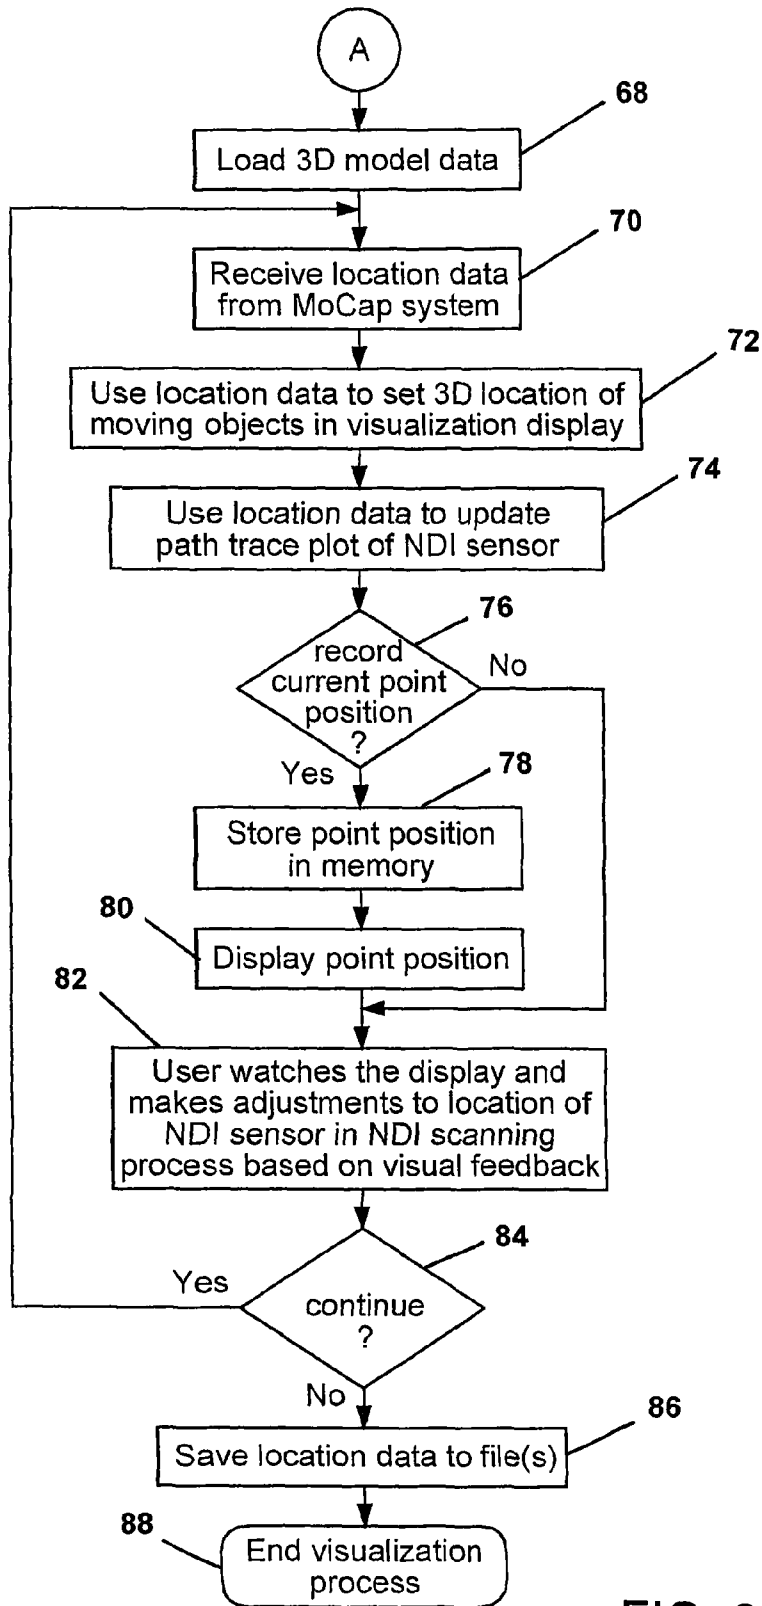 A
68
Load 3D model data
70
Receive location data
from MoCap system
72
Use location data to set 3D location of
moving objects in visualization display
74
Use location data to update
path trace plot of NDI sensor
76
record
current point
position
?
No
Yes
78
Store point position
in memory
80
Display point position
82
User watches the display and
makes adjustments to location of
NDI sensor in NDI scanning
process based on visual feedback
84
Yes
continue
?
No
86
Save location data to file(s)
88
End visualization
process